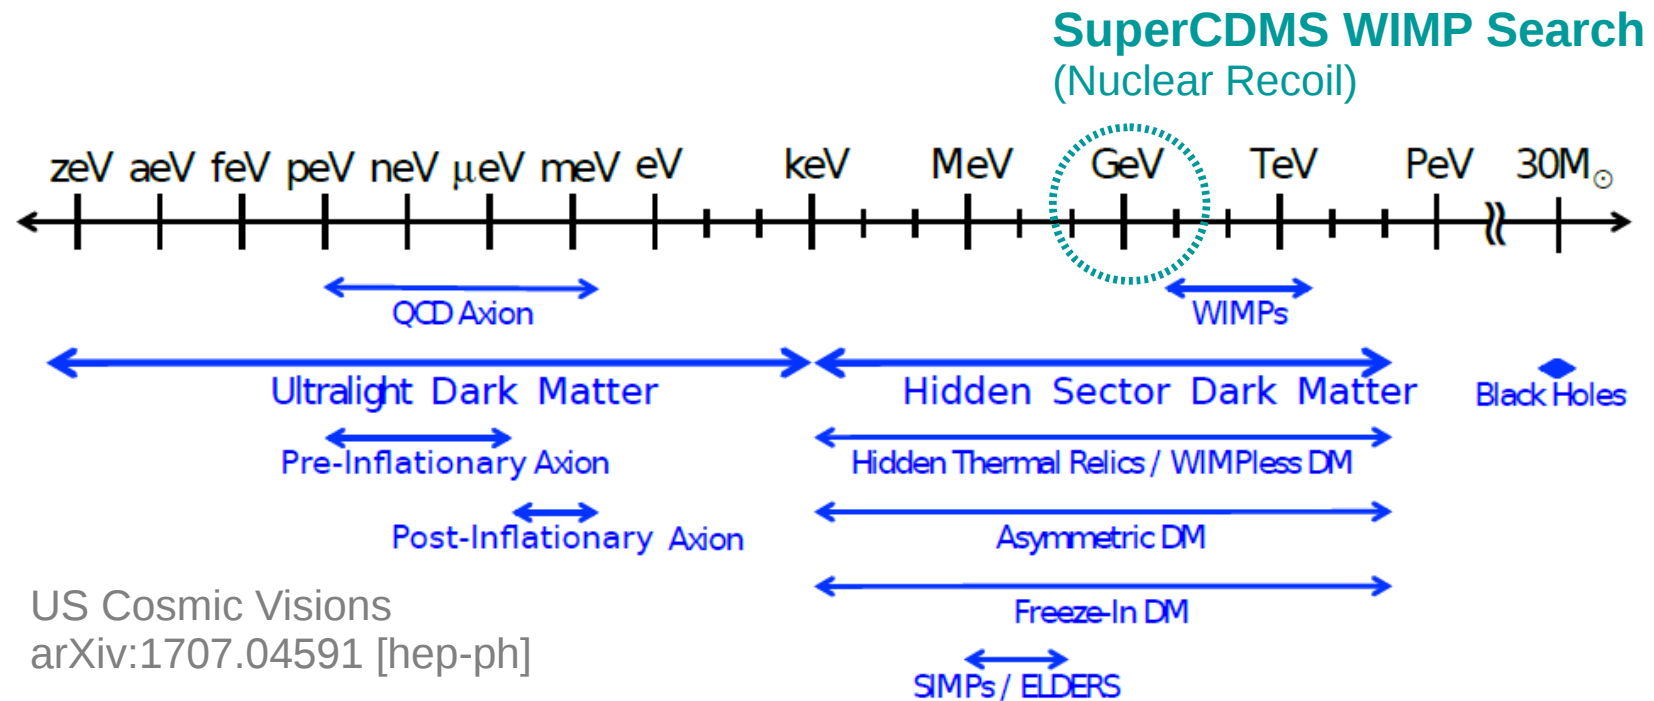 SuperCDMS WIMP Search
(Nuclear Recoil)
zeV aeV feV peV neV μeV meV eV keV MeV GeV TeV PeV 30M☉
QCD Axion WIMPs
Ultralight Dark Matter Hidden Sector Dark Matter Black Holes
Pre-Inflationary Axion Hidden Thermal Relics / WIMPless DM
Post-Inflationary Axion Asymmetric DM
US Cosmic Visions Freeze-In DM
arXiv:1707.04591 [hep-ph]
SIMPs / ELDERS